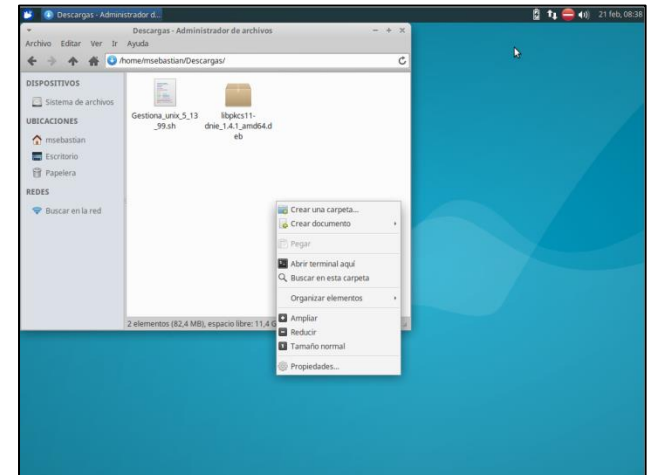 Descargas - Administrador d...
21 feb, 08:38
Descargas - Administrador de archivos
Archivo Editar Ver Ir Ayuda
/home/msebastian/Descargas/
DISPOSITIVOS
Sistema de archivos
UBICACIONES
msebastian
Escritorio
Papelera
REDES
Buscar en la red
Gestiona_unix_5_13
_99.sh
libpkcs11-
dnie_1.4.1_amd64.d
eb
Crear una carpeta...
Crear documento
Pegar
Abrir terminal aquí
Buscar en esta carpeta
Organizar elementos
Ampliar
Reducir
Tamaño normal
Propiedades...
2 elementos (82,4 MB), espacio libre: 11,4 G